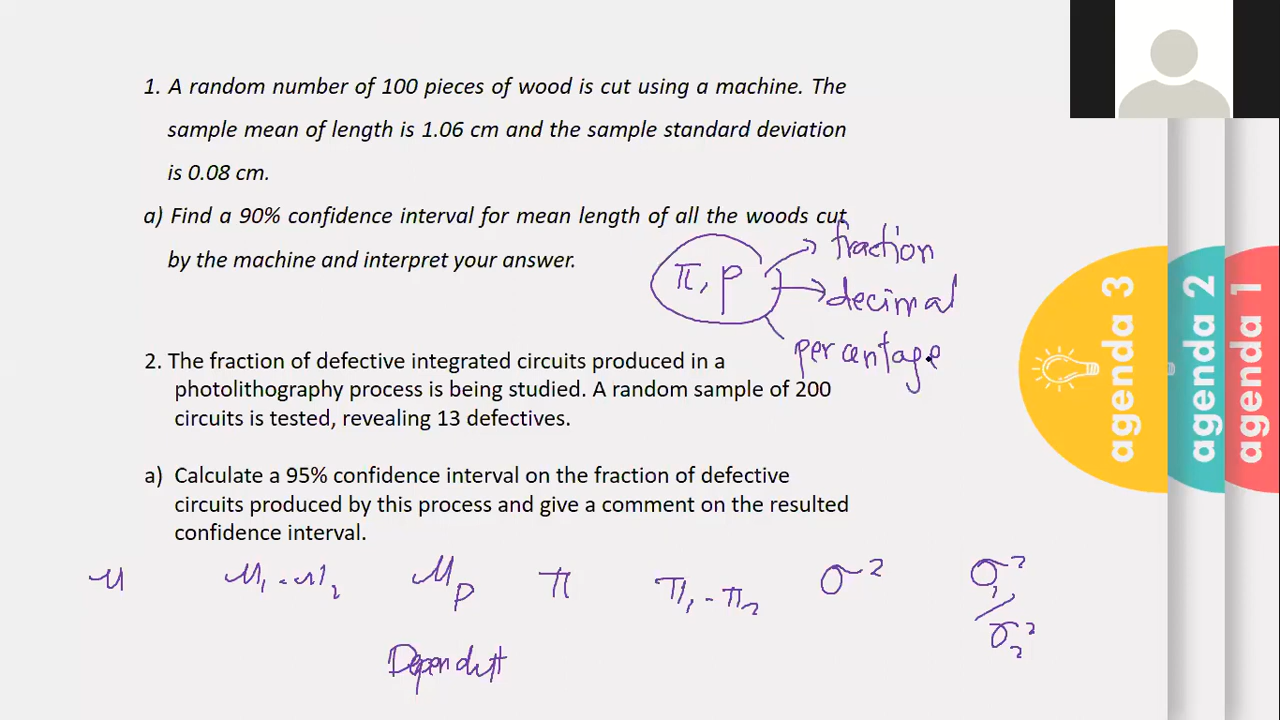 1. A random number of 100 pieces of wood is cut using a machine. The
sample mean of length is 1.06 cm and the sample standard deviation
is 0.08 cm.
a) Find a 90% confidence interval for mean length of all the woods cut
by the machine and interpret your answer.
π, p
fraction
decimal
percentage
2. The fraction of defective integrated circuits produced in a
photolithography process is being studied. A random sample of 200
circuits is tested, revealing 13 defectives.
a) Calculate a 95% confidence interval on the fraction of defective
circuits produced by this process and give a comment on the resulted
confidence interval.
μ μ₁ - μ₂ μ_p π π₁ - π₂ σ² σ₁² / σ₂²
agenda 3
agenda 2
agenda 1